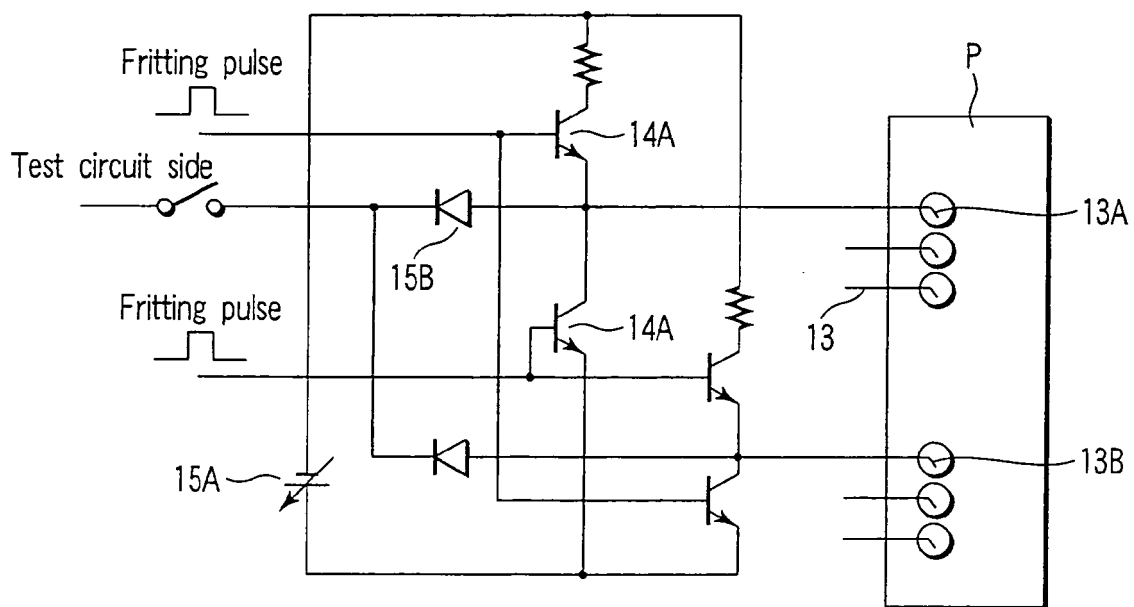 Fritting pulse
P
14A
Test circuit side
13A
15B
Fritting pulse
14A
13
15A
13B